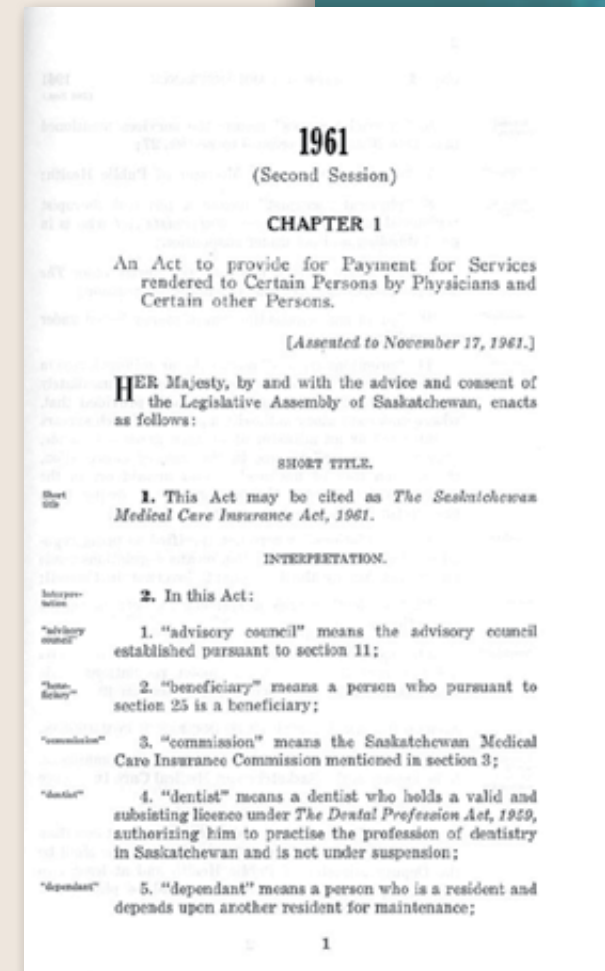 1961
(Second Session)
CHAPTER 1
An Act to provide for Payment for Services
rendered to Certain Persons by Physicians and
Certain other Persons.
[Assented to November 17, 1961.]
HER Majesty, by and with the advice and consent of
the Legislative Assembly of Saskatchewan, enacts
as follows:
SHORT TITLE.
Short
title
1. This Act may be cited as The Saskatchewan
Medical Care Insurance Act, 1961.
INTERPRETATION.
Interpre-
tation
2. In this Act:
"advisory
council"
1. "advisory council" means the advisory council
established pursuant to section 11;
"bene-
ficiary"
2. "beneficiary" means a person who pursuant to
section 25 is a beneficiary;
"commission"
3. "commission" means the Saskatchewan Medical
Care Insurance Commission mentioned in section 3;
"dentist"
4. "dentist" means a dentist who holds a valid and
subsisting licence under The Dental Profession Act, 1959,
authorizing him to practise the profession of dentistry
in Saskatchewan and is not under suspension;
"dependant"
5. "dependant" means a person who is a resident and
depends upon another resident for maintenance;
1